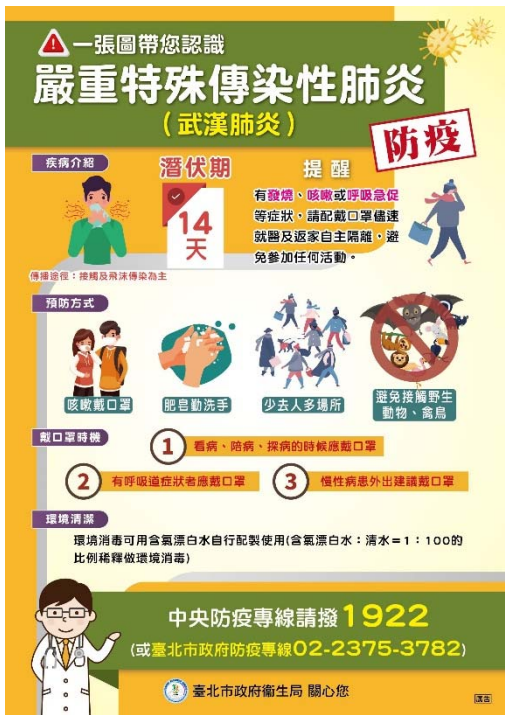 一張圖帶您認識
嚴重特殊傳染性肺炎
(武漢肺炎)
防疫
疾病介紹
潛伏期
14
天
提醒
有發燒、咳嗽或呼吸急促
等症狀,請配戴口罩儘速
就醫及返家自主隔離,避
免參加任何活動。
傳播途徑:接觸及飛沫傳染為主
預防方式
咳嗽戴口罩
肥皂勤洗手
少去人多場所
避免接觸野生
動物、禽鳥
戴口罩時機
1 看病、陪病、探病的時候應戴口罩
2 有呼吸道症狀者應戴口罩
3 慢性病患外出建議戴口罩
環境清潔
環境消毒可用含氯漂白水自行配製使用(含氯漂白水:清水=1:100的
比例稀釋做環境消毒)
中央防疫專線請撥1922
(或臺北市政府防疫專線02-2375-3782)
臺北市政府衞生局 關心您
廣告